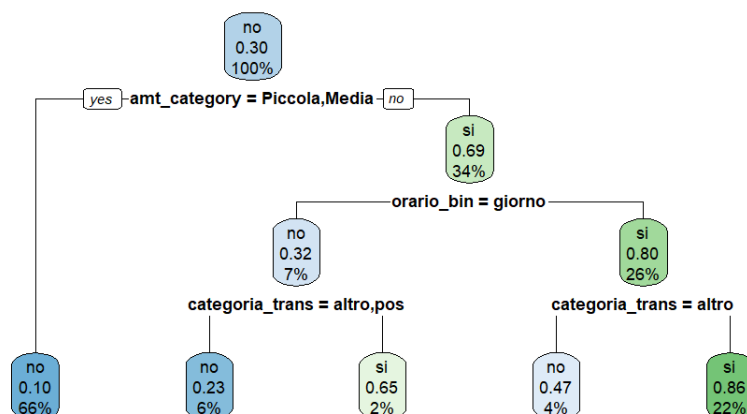 no
0.30
100%
yes amt_category = Piccola,Media no
si
0.69
34%
orario_bin = giorno
no
0.32
7%
si
0.80
26%
categoria_trans = altro,pos
categoria_trans = altro
no
0.10
66%
no
0.23
6%
si
0.65
2%
no
0.47
4%
si
0.86
22%